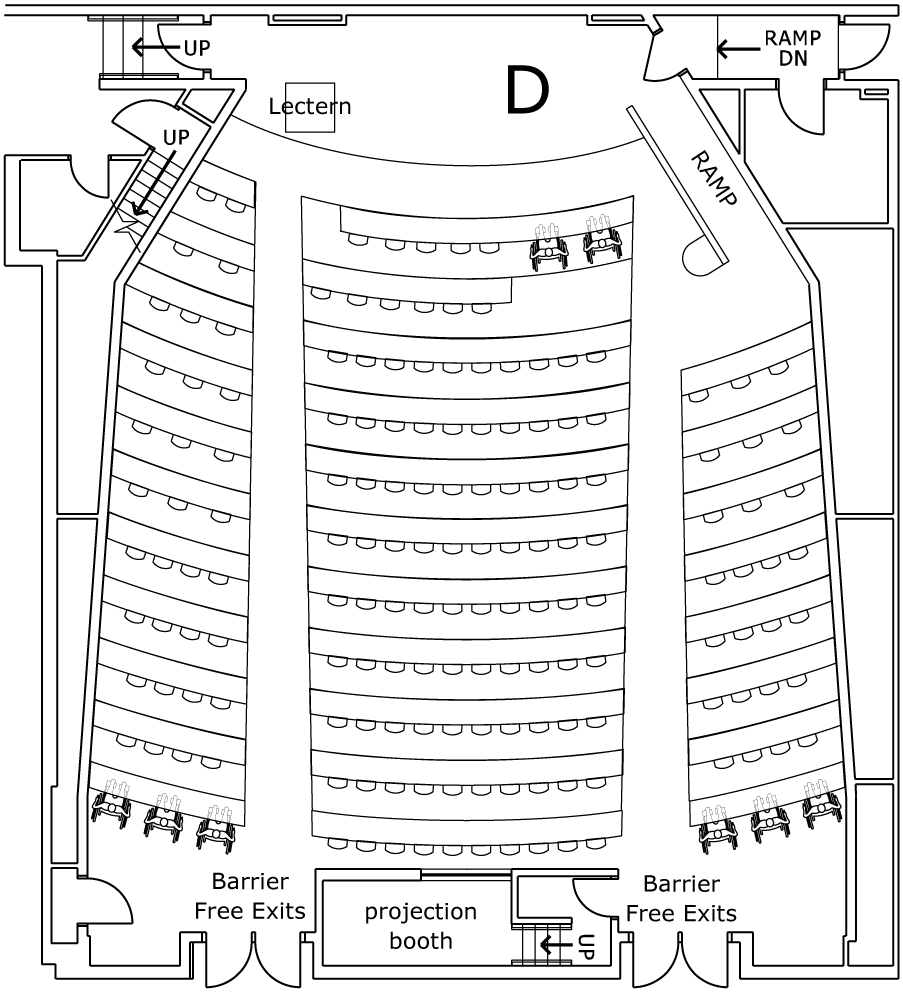 UP
RAMP
DN
Lectern
D
UP
RAMP
Barrier
Free Exits
Barrier
Free Exits
projection
booth
UP